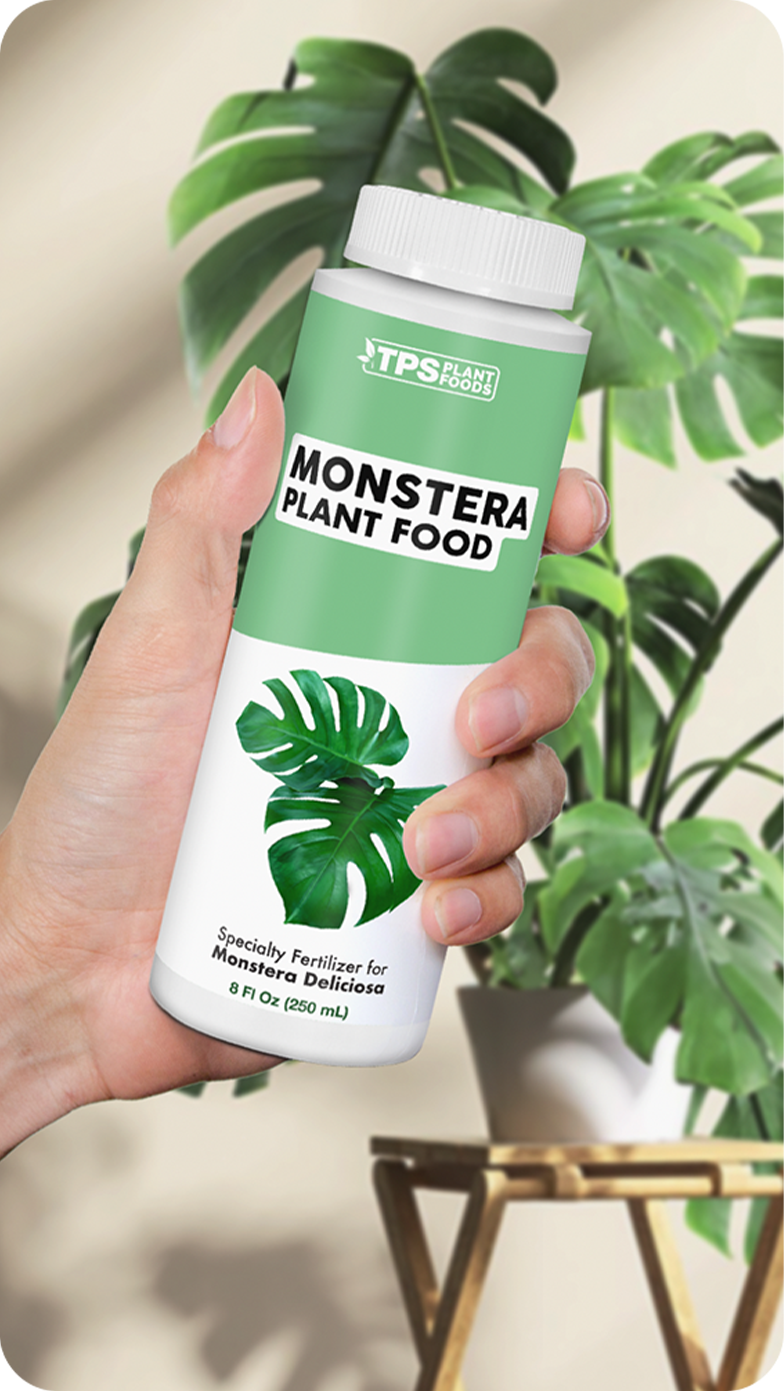 TPS PLANT
FOODS
MONSTERA
PLANT FOOD
Specialty Fertilizer for
Monstera Deliciosa
8 Fl Oz (250 mL)